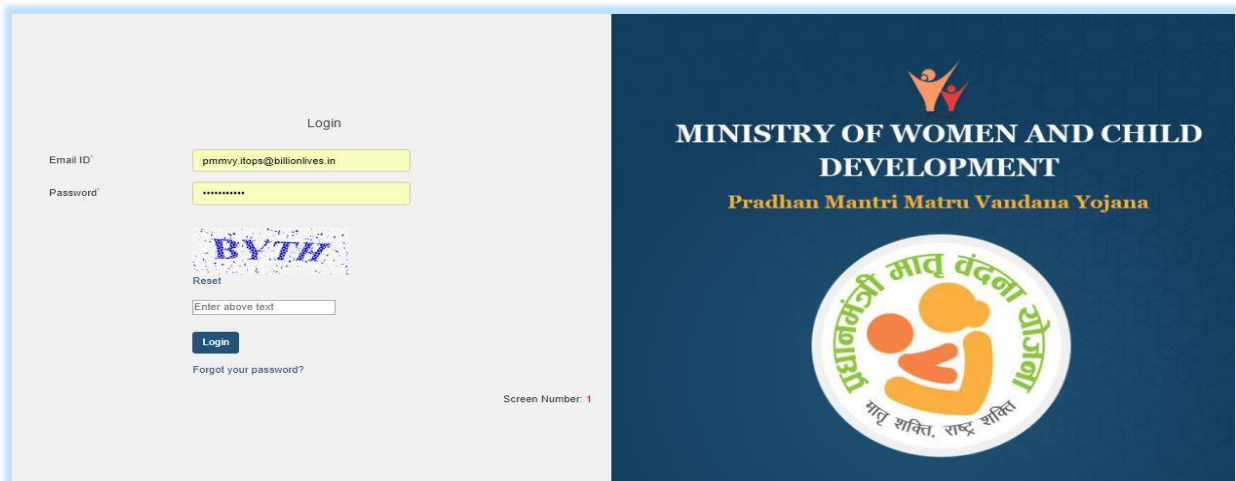 Login
Email ID*
pmmvy.itops@billionlives.in
Password*
•••••••••••
BYTH
Reset
Enter above text
Login
Forgot your password?
Screen Number: 1
MINISTRY OF WOMEN AND CHILD
DEVELOPMENT
Pradhan Mantri Matru Vandana Yojana
प्रधानमंत्री मातृ वंदना योजना
मातृ शक्ति, राष्ट्र शक्ति